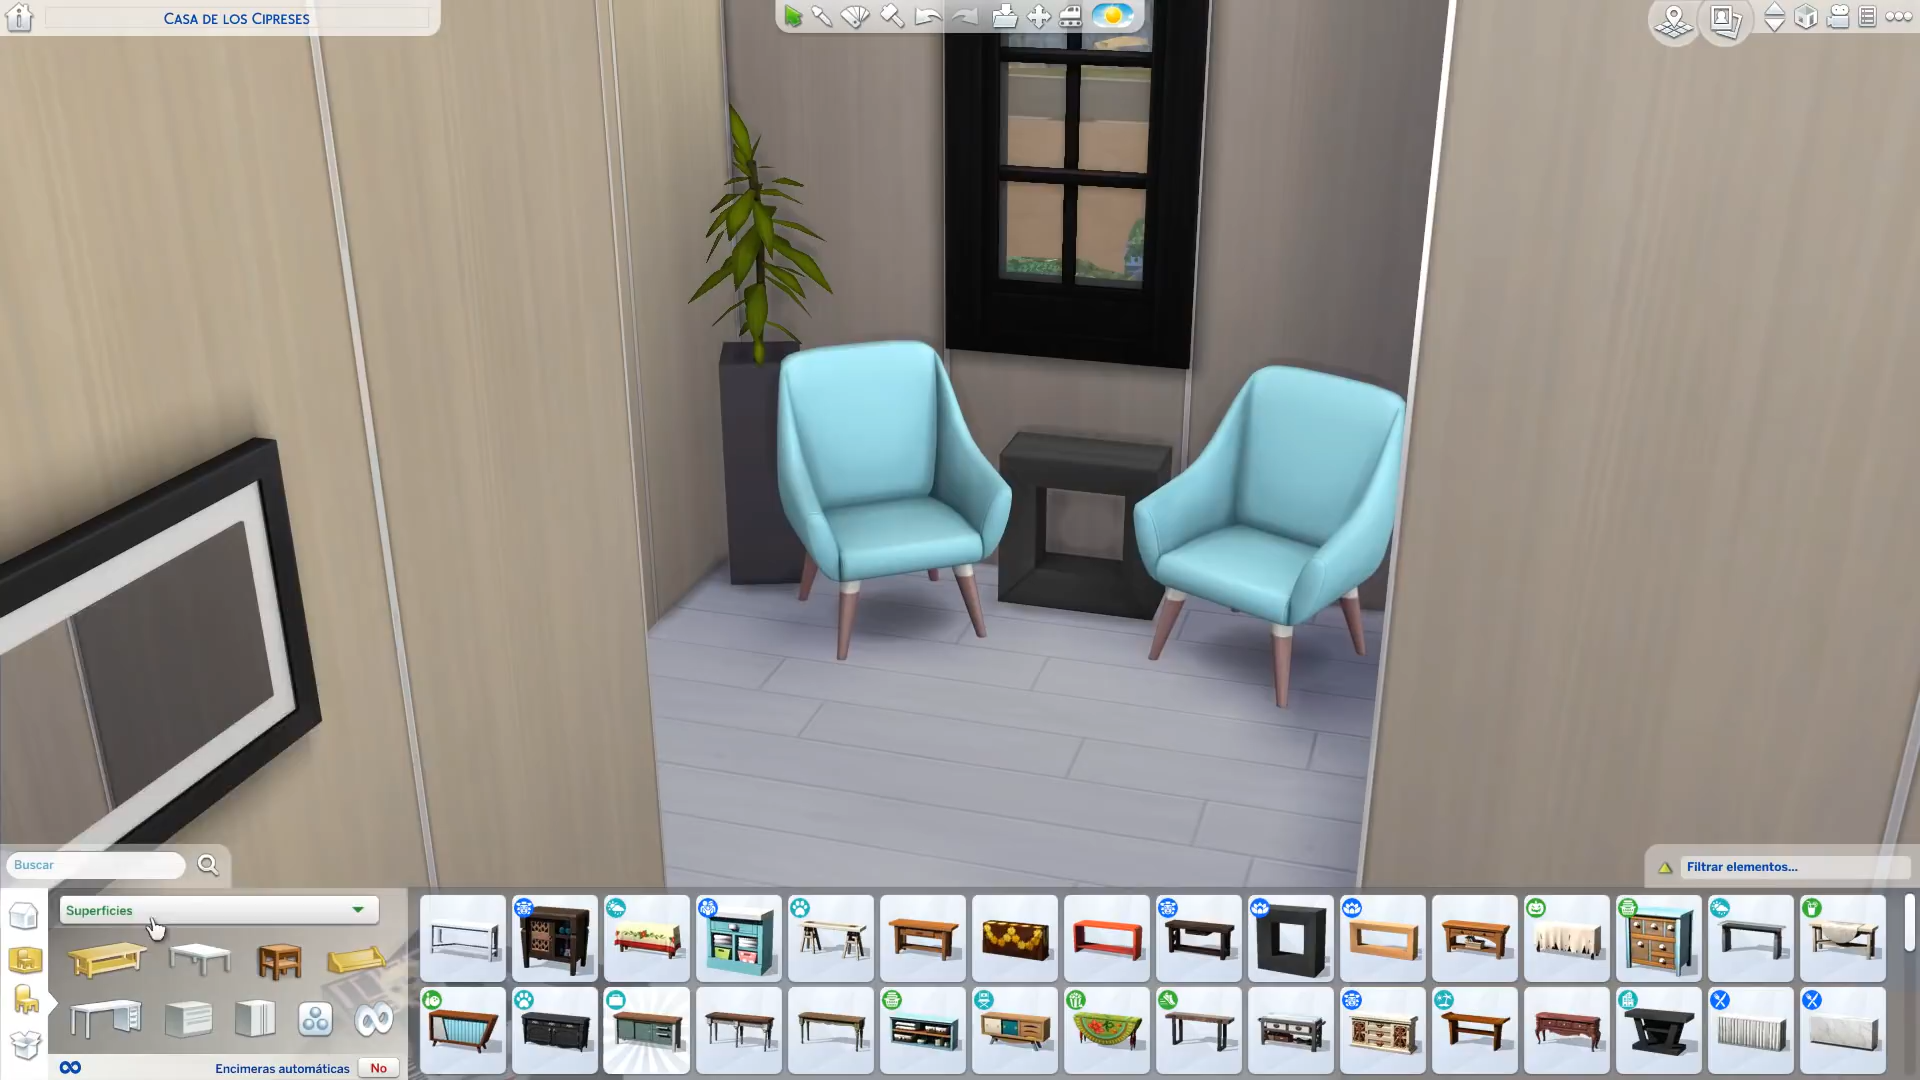 Casa de los Cipreses
Buscar
Filtrar elementos...
Superficies
Encimeras automáticas
No